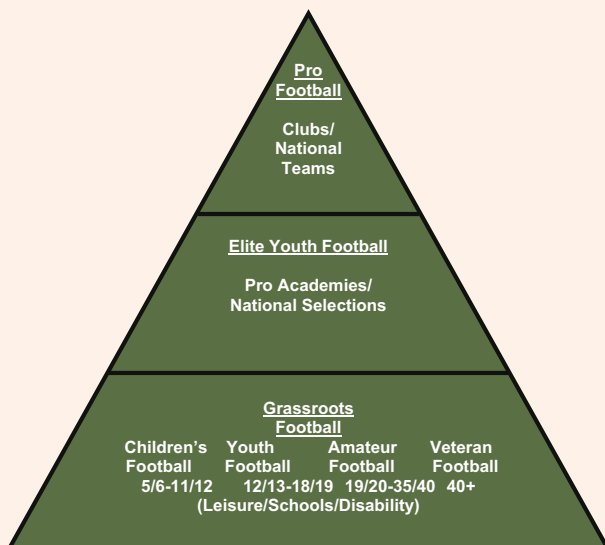 Pro
Football
Clubs/
National
Teams
Elite Youth Football
Pro Academies/
National Selections
Grassroots
Football
Children's Youth Amateur Veteran
Football Football Football Football
5/6-11/12 12/13-18/19 19/20-35/40 40+
(Leisure/Schools/Disability)